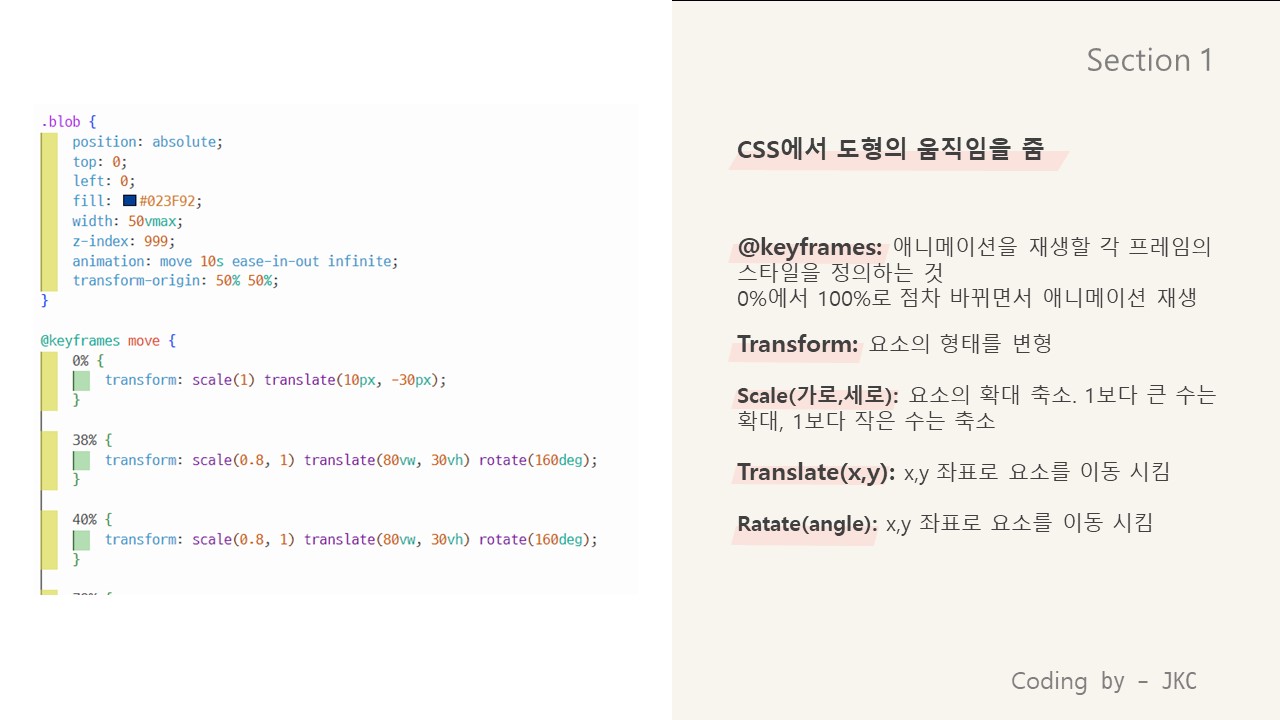 .blob {
position: absolute;
top: 0;
left: 0;
fill: #023F92;
width: 50vmax;
z-index: 999;
animation: move 10s ease-in-out infinite;
transform-origin: 50% 50%;
}
@keyframes move {
0% {
transform: scale(1) translate(10px, -30px);
}
38% {
transform: scale(0.8, 1) translate(80vw, 30vh) rotate(160deg);
}
40% {
transform: scale(0.8, 1) translate(80vw, 30vh) rotate(160deg);
}
Section 1
CSS에서 도형의 움직임을 줌
@keyframes: 애니메이션을 재생할 각 프레임의
스타일을 정의하는 것
0%에서 100%로 점차 바뀌면서 애니메이션 재생
Transform: 요소의 형태를 변형
Scale(가로,세로): 요소의 확대 축소. 1보다 큰 수는
확대, 1보다 작은 수는 축소
Translate(x,y): x,y 좌표로 요소를 이동 시킴
Ratate(angle): x,y 좌표로 요소를 이동 시킴
Coding by - JKC